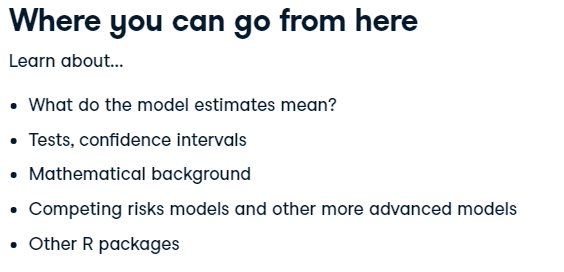 Where you can go from here
Learn about...
• What do the model estimates mean?
• Tests, confidence intervals
• Mathematical background
• Competing risks models and other more advanced models
• Other R packages